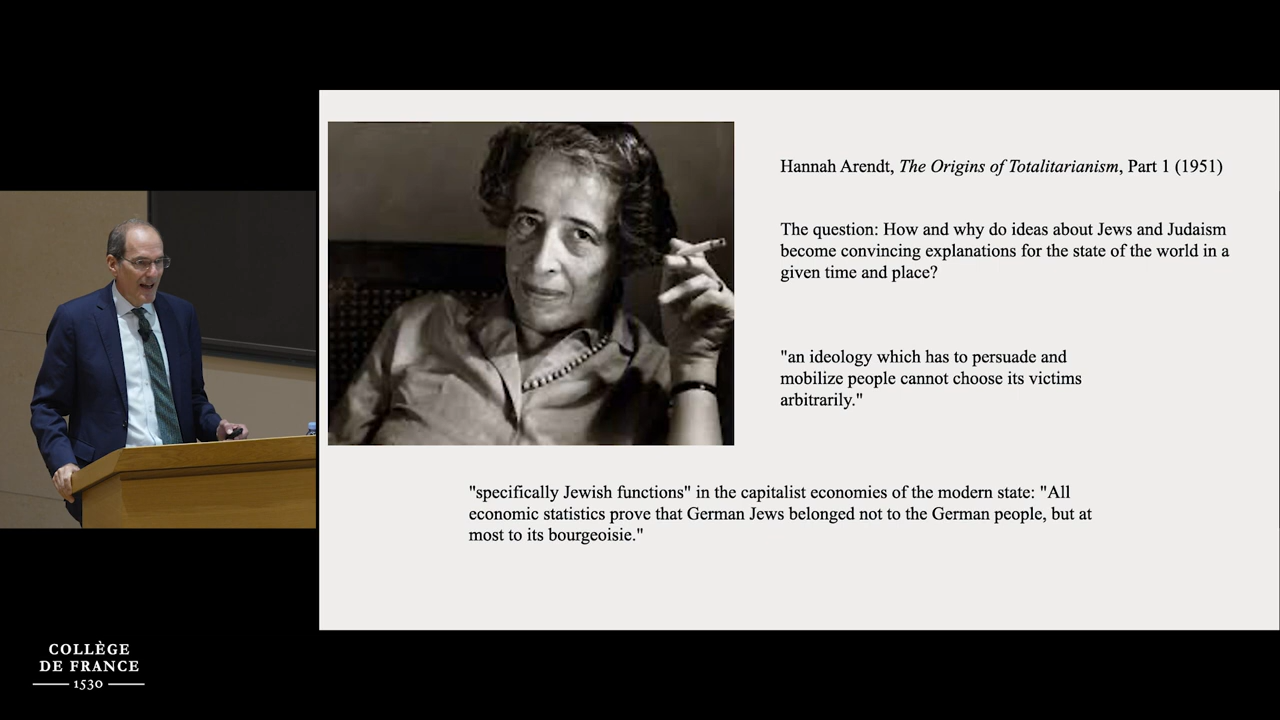 Hannah Arendt, The Origins of Totalitarianism, Part 1 (1951)
The question: How and why do ideas about Jews and Judaism
become convincing explanations for the state of the world in a
given time and place?
"an ideology which has to persuade and
mobilize people cannot choose its victims
arbitrarily."
"specifically Jewish functions" in the capitalist economies of the modern state: "All
economic statistics prove that German Jews belonged not to the German people, but at
most to its bourgeoisie."
COLLÈGE
DE FRANCE
1530